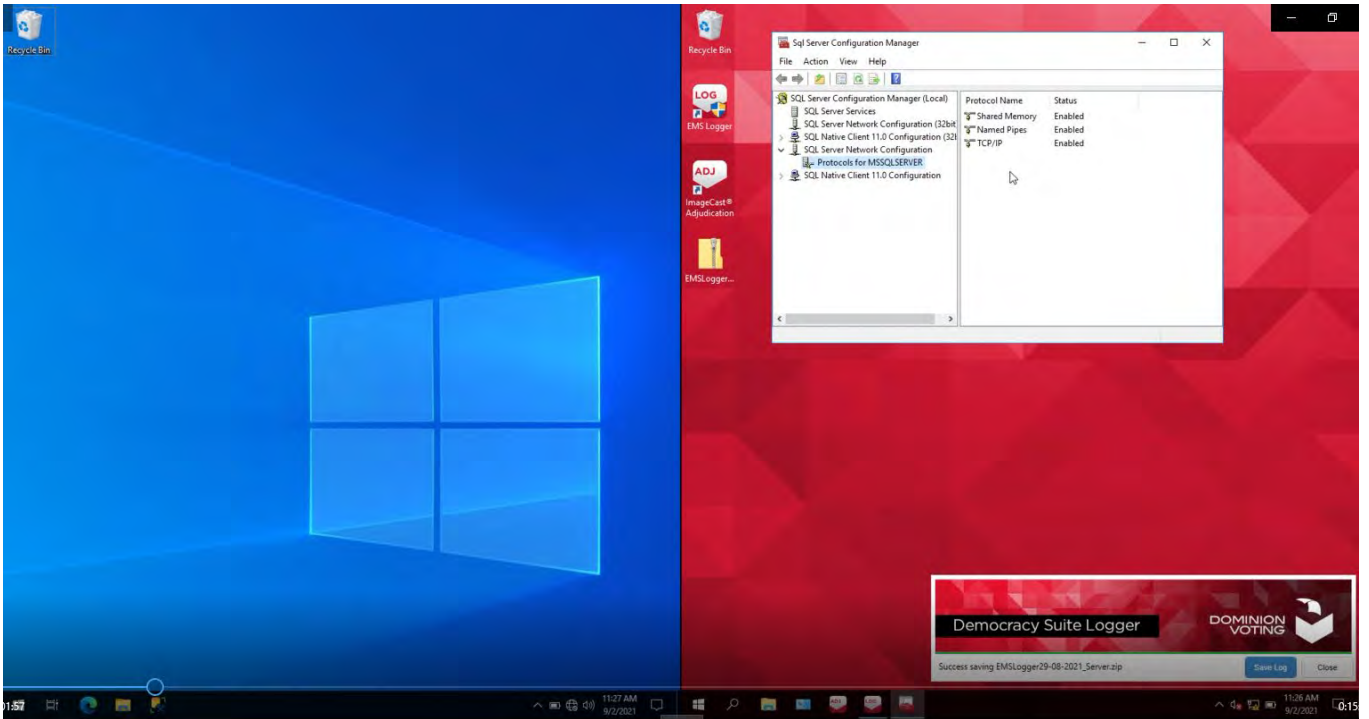 Recycle Bin
Recycle Bin
LOG
EMS Logger
ADJ
ImageCast®
Adjudication
EMSLogger...
Sql Server Configuration Manager
File Action View Help
SQL Server Configuration Manager (Local)
SQL Server Services
SQL Server Network Configuration (32bit
SQL Native Client 11.0 Configuration (32
SQL Server Network Configuration
Protocols for MSSQLSERVER
SQL Native Client 11.0 Configuration
Protocol Name Status
Shared Memory Enabled
Named Pipes Enabled
TCP/IP Enabled
Democracy Suite Logger
DOMINION
VOTING
Success saving EMSLogger29-08-2021_Server.zip
Save Log
Close
01:57
11:27 AM
9/2/2021
11:26 AM
9/2/2021
0:15